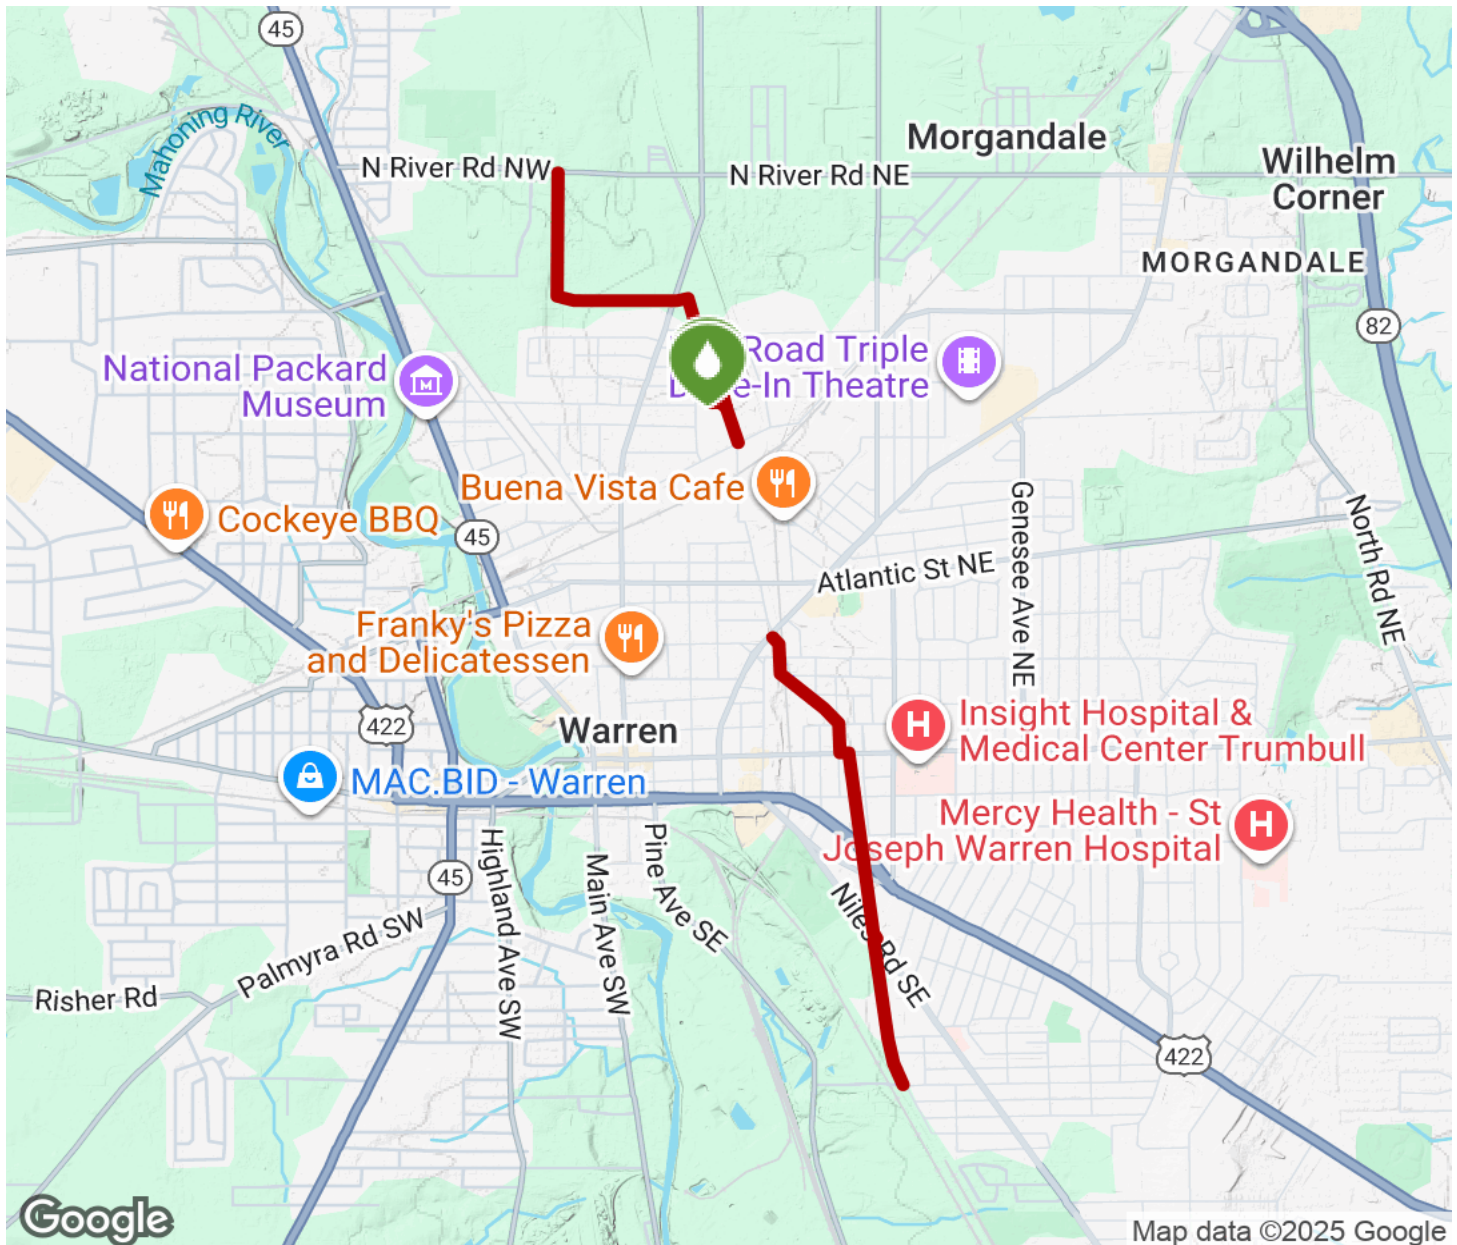 45
Mahoning River
Morgandale
N River Rd NW
N River Rd NE
Wilhelm
Corner
MORGANDALE
82
Road Triple
e-In Theatre
National Packard
Museum
M
Buena Vista Cafe
Cockeye BBQ
45
Genesee Ave NE
North Rd NE
Atlantic St NE
Franky's Pizza
and Delicatessen
422
Warren
H
Insight Hospital &
Medical Center Trumbull
MAC.BID - Warren
Mercy Health - St
Joseph Warren Hospital
H
45
Highland Ave SW
Main Ave SW
Pine Ave SE
Niles Rd SE
Palmyra Rd SW
Risher Rd
422
Google
Map data ©2025 Google